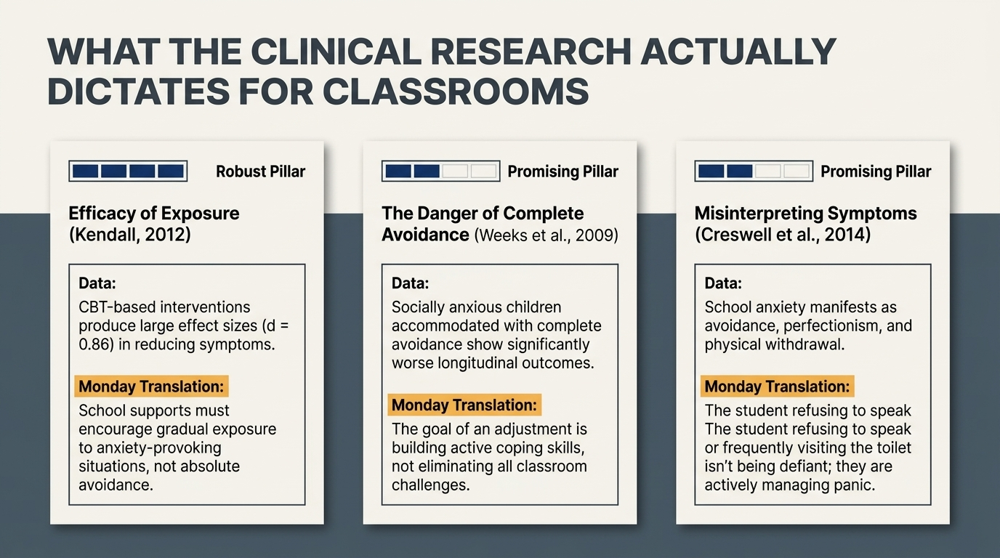 WHAT THE CLINICAL RESEARCH ACTUALLY
DICTATES FOR CLASSROOMS
Robust Pillar
Efficacy of Exposure
(Kendall, 2012)
Data:
CBT-based interventions
produce large effect sizes (d =
0.86) in reducing symptoms.
Monday Translation:
School supports must
encourage gradual exposure
to anxiety-provoking
situations, not absolute
avoidance.
Promising Pillar
The Danger of Complete
Avoidance (Weeks et al., 2009)
Data:
Socially anxious children
accommodated with complete
avoidance show significantly
worse longitudinal outcomes.
Monday Translation:
The goal of an adjustment is
building active coping skills,
not eliminating all classroom
challenges.
Promising Pillar
Misinterpreting Symptoms
(Creswell et al., 2014)
Data:
School anxiety manifests as
avoidance, perfectionism, and
physical withdrawal.
Monday Translation:
The student refusing to speak
The student refusing to speak
or frequently visiting the toilet
isn’t being defiant; they are
actively managing panic.